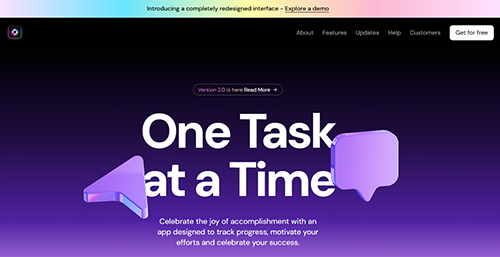 Introducing a completely redesigned interface – Explore a demo
About Features Updates Help Customers Get for free
Version 2.0 is here Read More →
One Task
at a Time
Celebrate the joy of accomplishment with an
app designed to track progress, motivate your
efforts and celebrate your success.